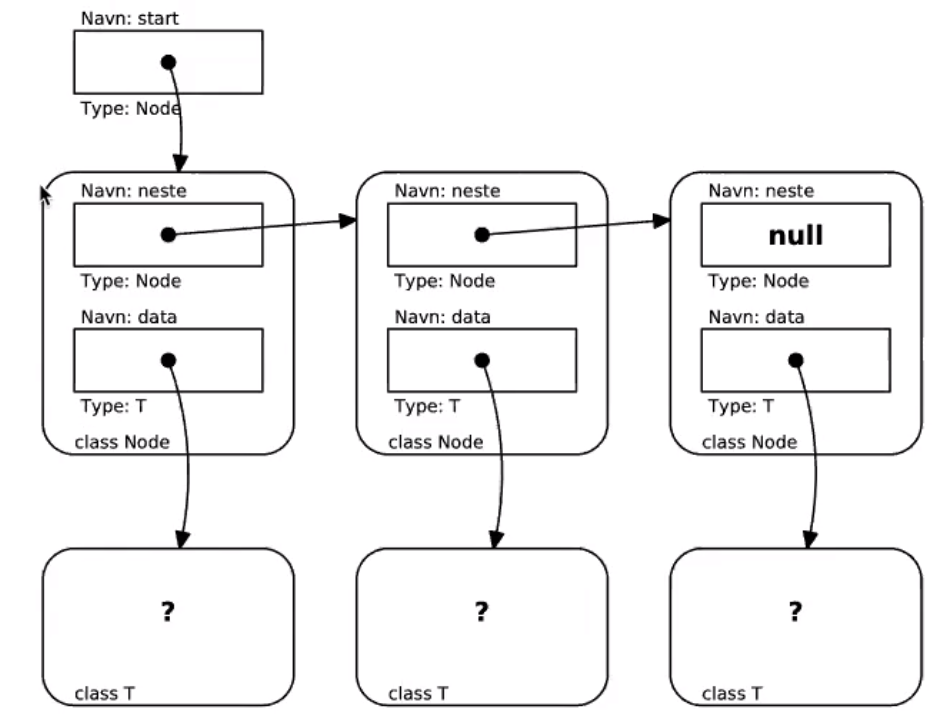 Navn: start
Type: Node
Navn: neste
Type: Node
Navn: data
Type: T
class Node
Navn: neste
Type: Node
Navn: data
Type: T
class Node
Navn: neste
null
Type: Node
Navn: data
Type: T
class Node
?
class T
?
class T
?
class T